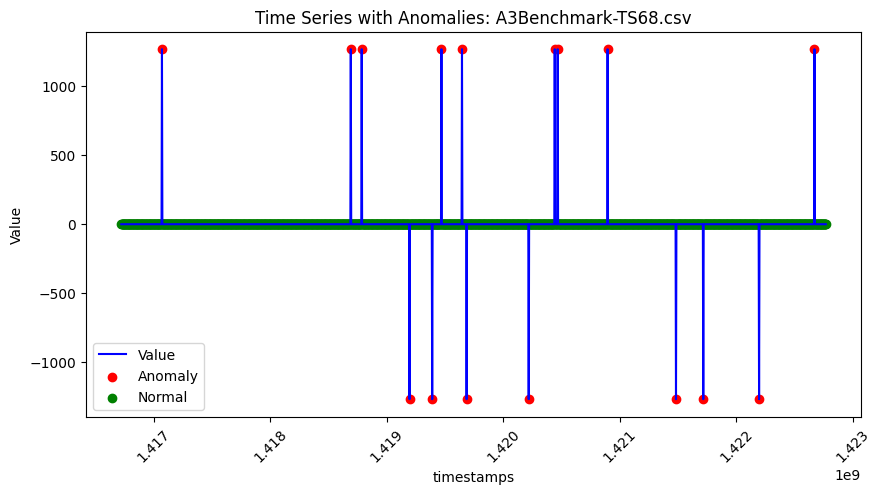 Time Series with Anomalies: A3Benchmark-TS68.csv
1000
500
0
−500
−1000
Value
Value
Anomaly
Normal
1.417
1.418
1.419
1.420
1.421
1.422
1.423
1e9
timestamps